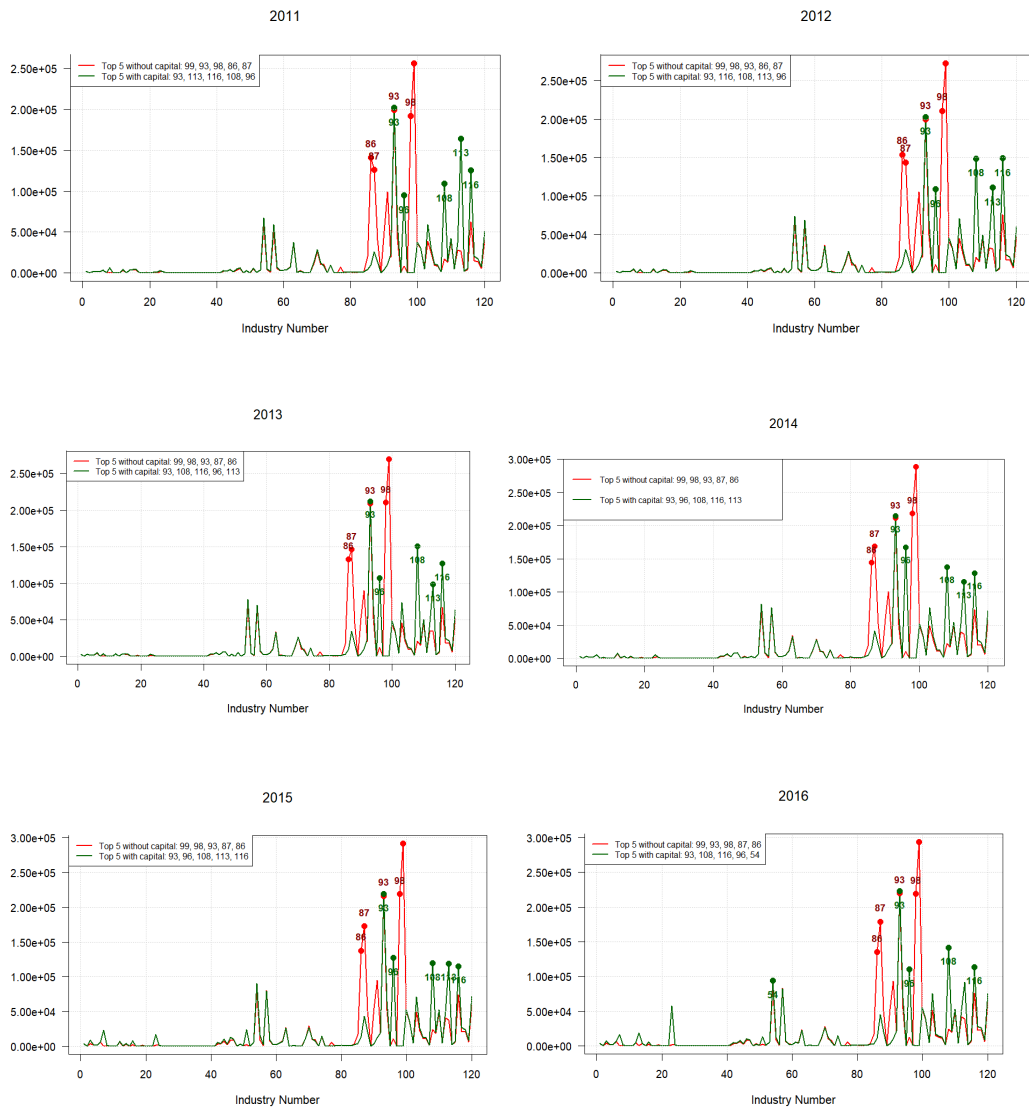 2011
Top 5 without capital: 99, 93, 98, 86, 87
Top 5 with capital: 93, 113, 116, 108, 96
2.50e+05
2.00e+05
1.50e+05
1.00e+05
5.00e+04
0.00e+00
93
98
93
86
87
113
116
108
96
0 20 40 60 80 100 120
Industry Number
2012
Top 5 without capital: 99, 98, 93, 86, 87
Top 5 with capital: 93, 116, 108, 113, 96
2.50e+05
2.00e+05
1.50e+05
1.00e+05
5.00e+04
0.00e+00
93
98
93
86
87
108
116
96
113
0 20 40 60 80 100 120
Industry Number
2013
Top 5 without capital: 99, 98, 93, 87, 86
Top 5 with capital: 93, 108, 116, 96, 113
2.50e+05
2.00e+05
1.50e+05
1.00e+05
5.00e+04
0.00e+00
93
98
93
87
86
108
116
96
113
0 20 40 60 80 100 120
Industry Number
2014
Top 5 without capital: 99, 98, 93, 87, 86
Top 5 with capital: 93, 96, 108, 116, 113
3.00e+05
2.50e+05
2.00e+05
1.50e+05
1.00e+05
5.00e+04
0.00e+00
93
98
93
87
86
96
108
116
113
0 20 40 60 80 100 120
Industry Number
2015
Top 5 without capital: 99, 98, 93, 87, 86
Top 5 with capital: 93, 96, 108, 113, 116
3.00e+05
2.50e+05
2.00e+05
1.50e+05
1.00e+05
5.00e+04
0.00e+00
93
98
93
87
86
96
108
113
116
0 20 40 60 80 100 120
Industry Number
2016
Top 5 without capital: 99, 93, 98, 87, 86
Top 5 with capital: 93, 108, 116, 96, 54
3.00e+05
2.50e+05
2.00e+05
1.50e+05
1.00e+05
5.00e+04
0.00e+00
93
98
93
87
86
108
96
116
54
0 20 40 60 80 100 120
Industry Number